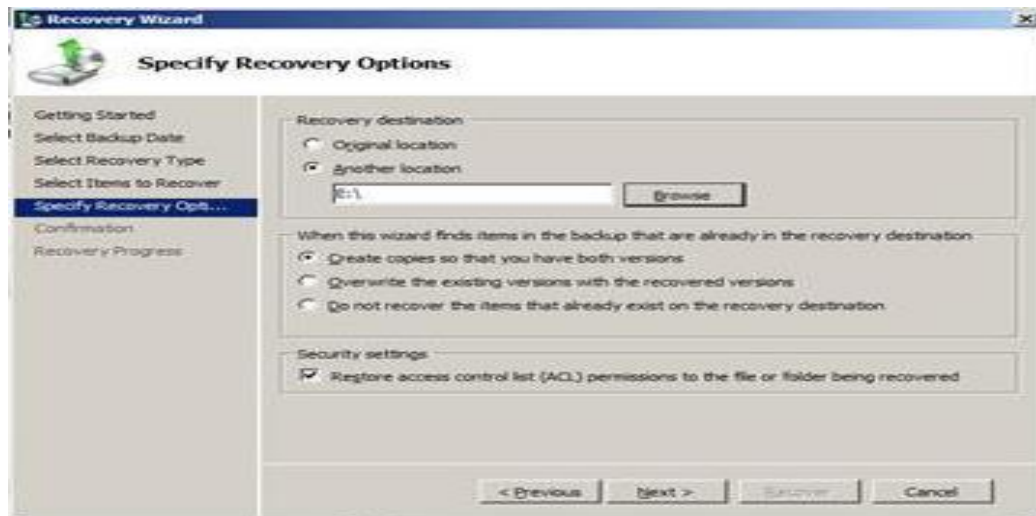 Recovery Wizard
Specify Recovery Options
Getting Started
Select Backup Date
Select Recovery Type
Select Items to Recover
Specify Recovery Opti...
Confirmation
Recovery Progress
Recovery destination
Original location
Another location
E:\
Browse
When this wizard finds items in the backup that are already in the recovery destination
Create copies so that you have both versions
Overwrite the existing versions with the recovered versions
Do not recover the items that already exist on the recovery destination
Security settings
Restore access control list (ACL) permissions to the file or folder being recovered
< Previous
Next >
Recover
Cancel